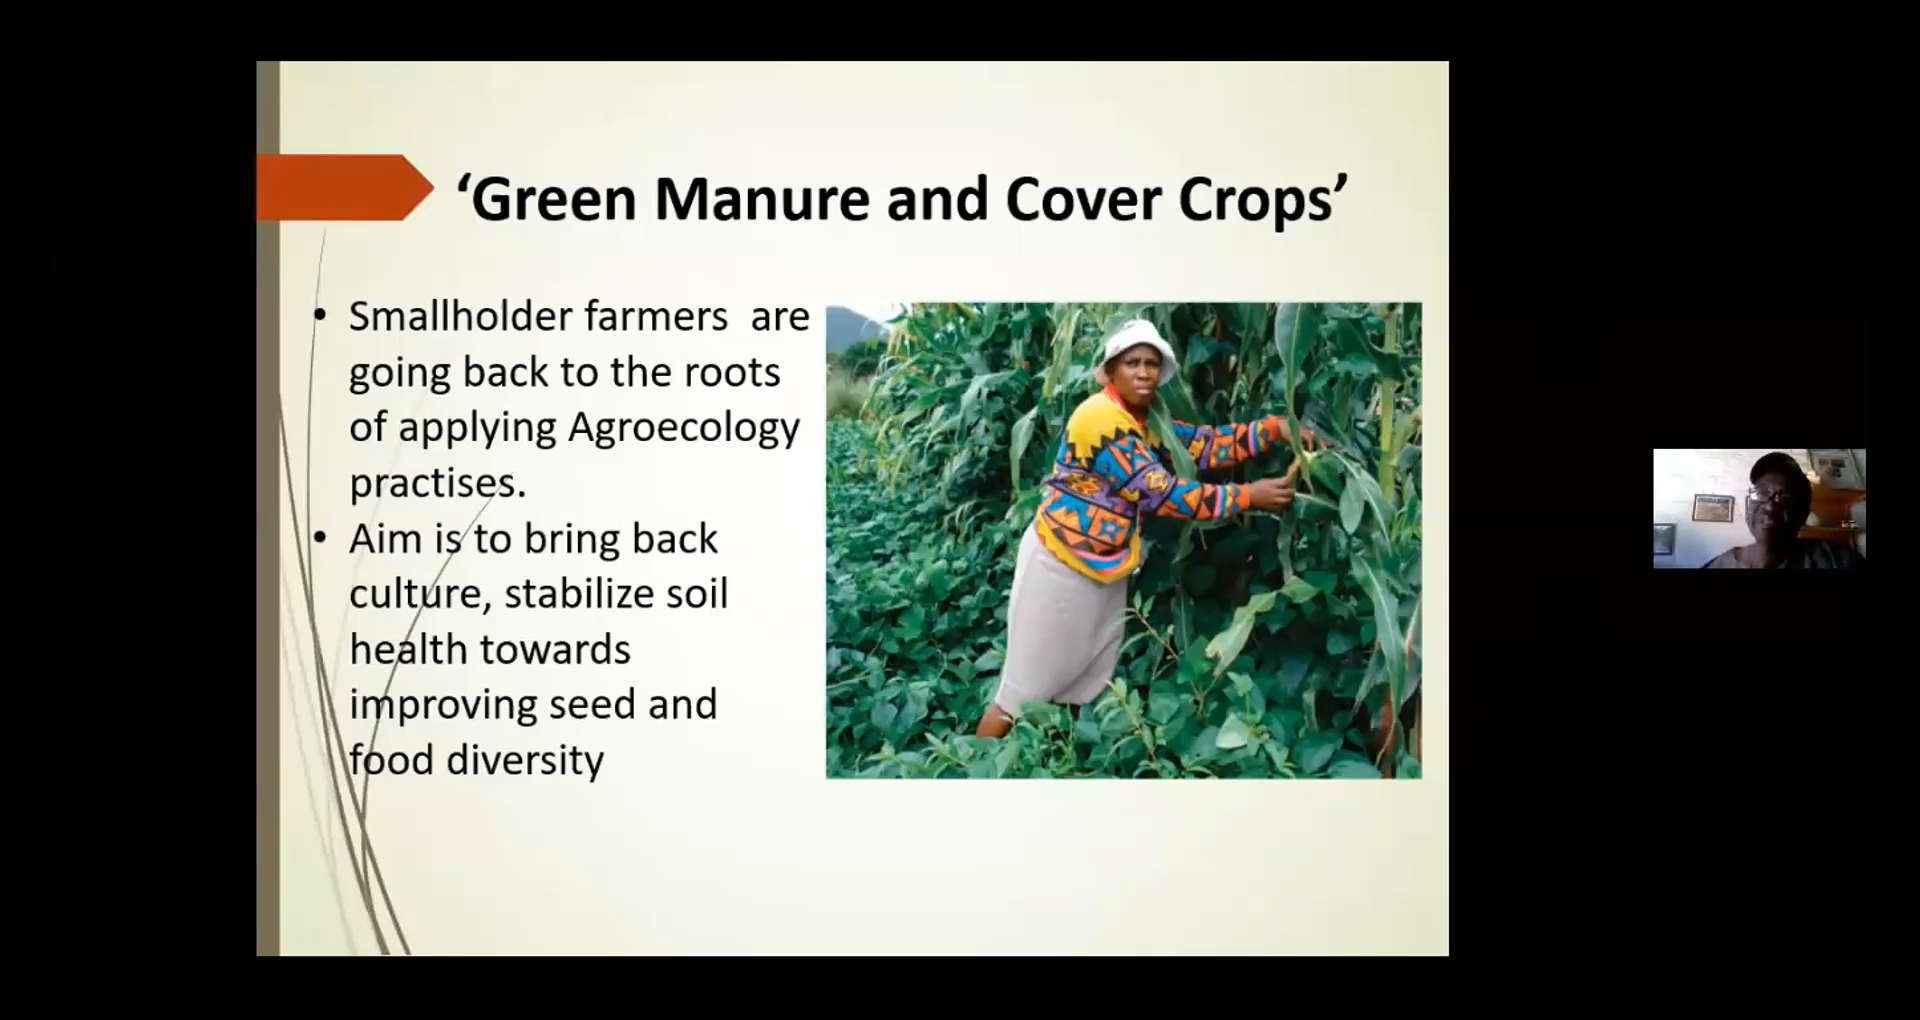 ‘Green Manure and Cover Crops’
• Smallholder farmers  are
going back to the roots
of applying Agroecology
practises.
• Aim is to bring back
culture, stabilize soil
health towards
improving seed and
food diversity